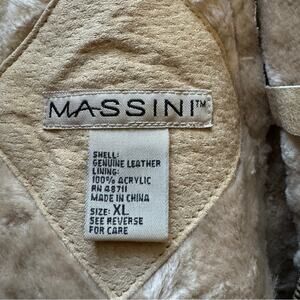 MASSINI™
SHELL:
GENUINE LEATHER
LINING:
100% ACRYLIC
RN 48711
MADE IN CHINA
SIZE: XL
SEE REVERSE
FOR CARE